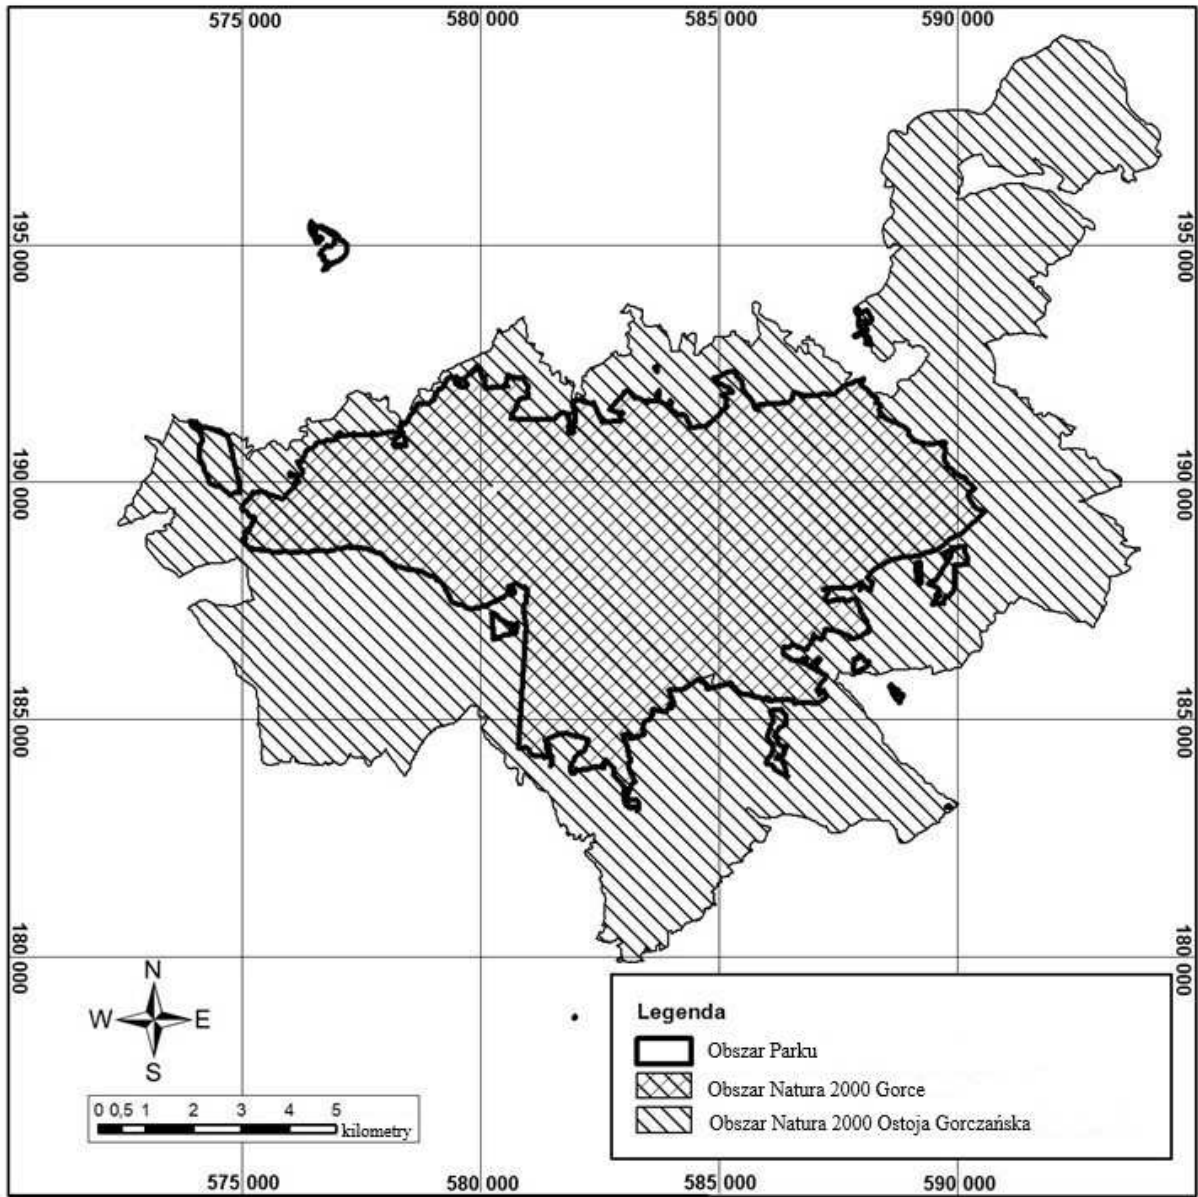 575 000 580 000 585 000 590 000
195 000 195 000
190 000 190 000
185 000 185 000
180 000 180 000
N
W E
S
0 0,5 1 2 3 4 5
kilometry
Legenda
Obszar Parku
Obszar Natura 2000 Gorce
Obszar Natura 2000 Ostoja Gorczańska
575 000 580 000 585 000 590 000